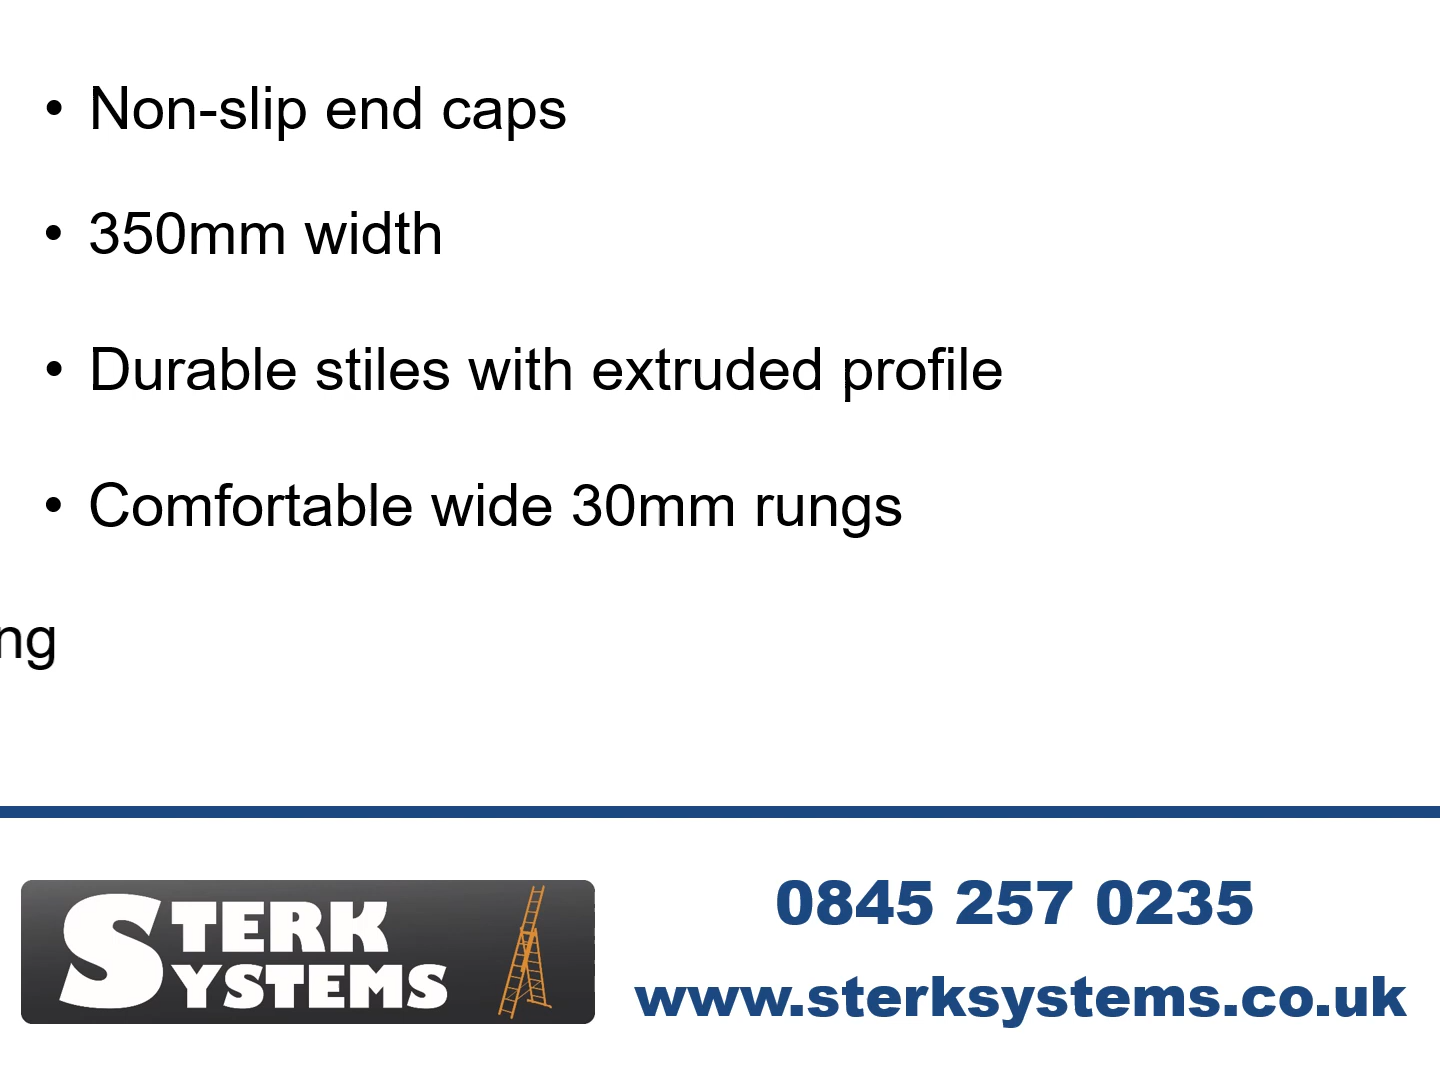 • Non-slip end caps
• 350mm width
• Durable stiles with extruded profile
• Comfortable wide 30mm rungs
ng
STERK
SYSTEMS
0845 257 0235
www.sterksystems.co.uk